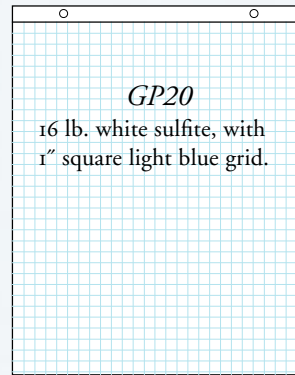 GP20
16 lb. white sulfite, with
1″ square light blue grid.